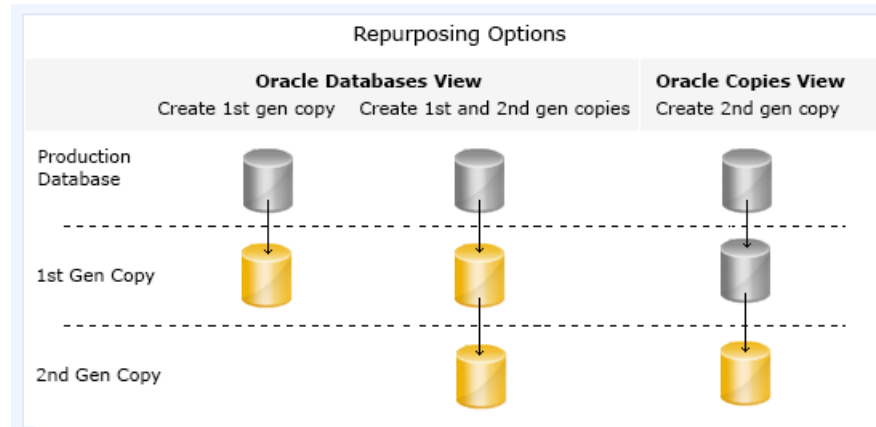 Repurposing Options
Oracle Databases View
Oracle Copies View
Create 1st gen copy
Create 1st and 2nd gen copies
Create 2nd gen copy
Production
Database
1st Gen Copy
2nd Gen Copy